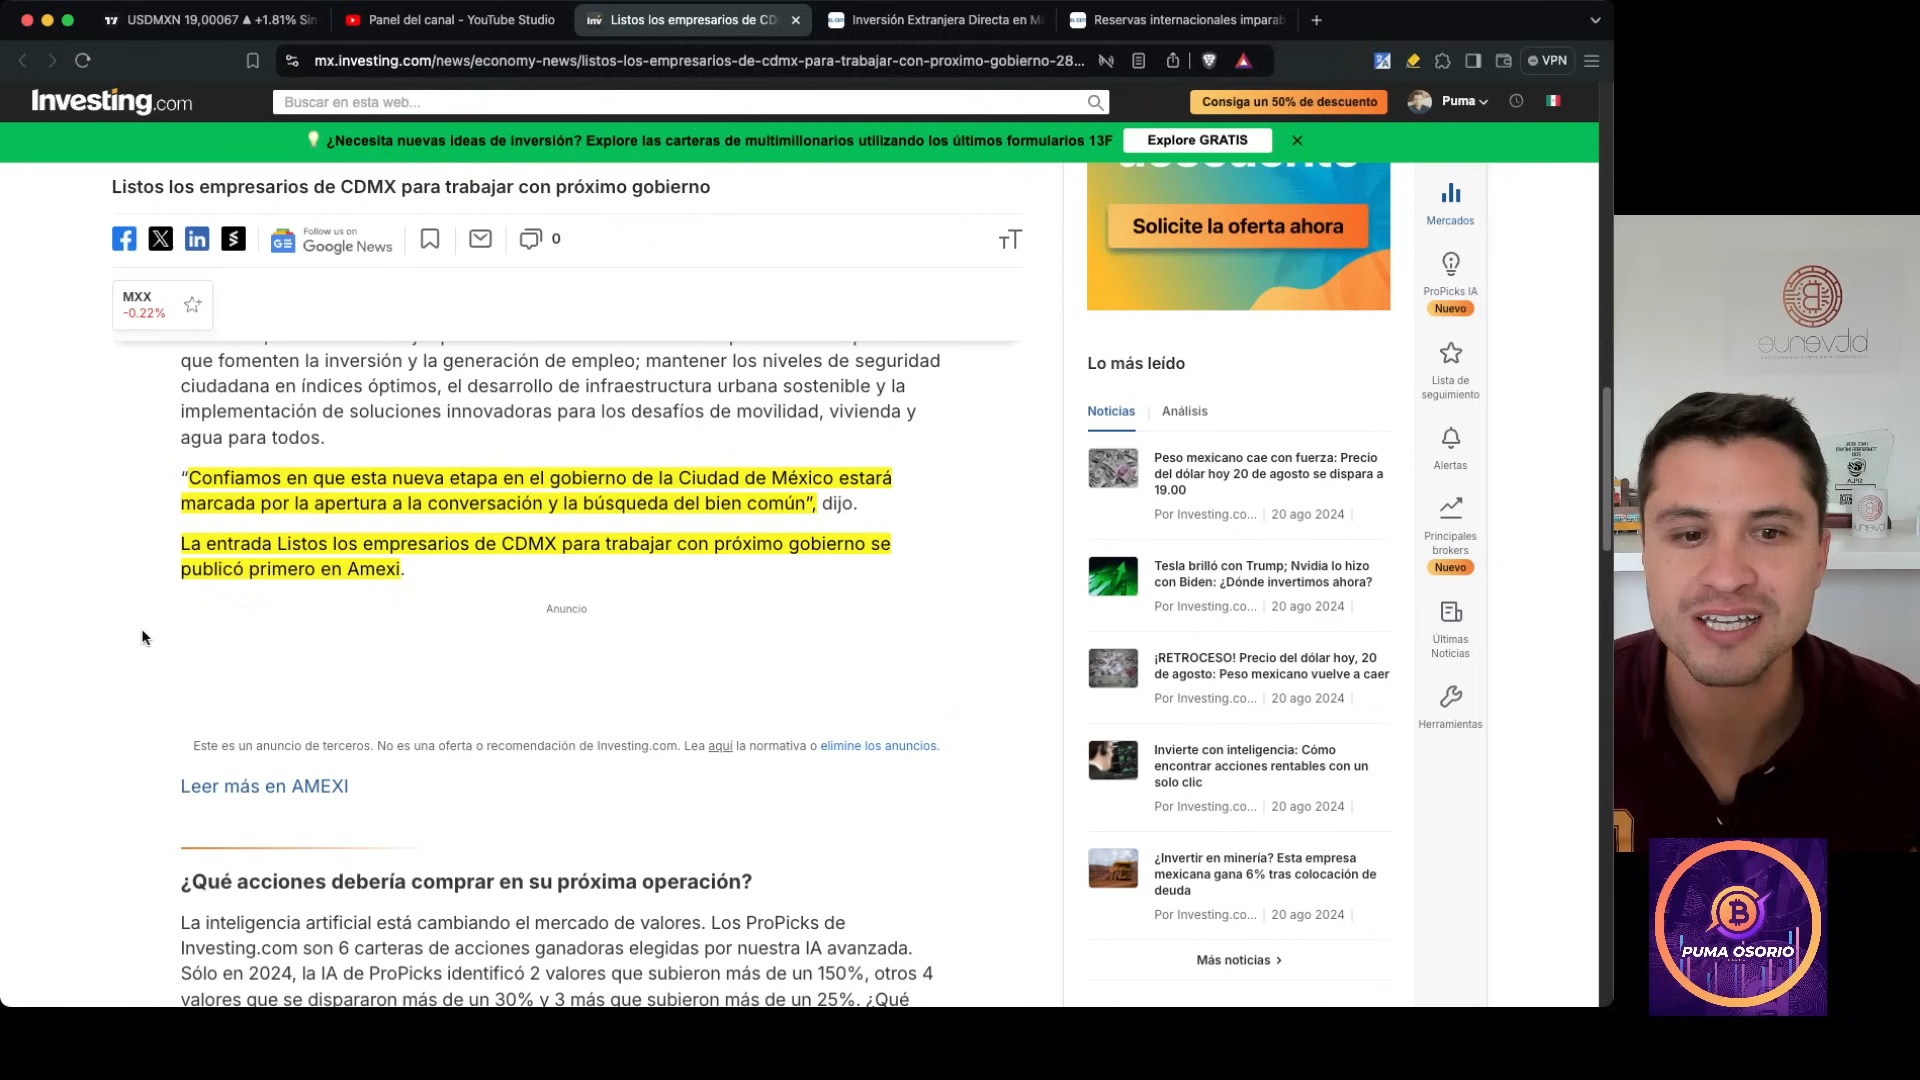 USDMXN 19,00067 ▲ +1.81% Sin
Panel del canal - YouTube Studio
Listos los empresarios de CD
Inversión Extranjera Directa en M
Reservas internacionales imparab
mx.investing.com/news/economy-news/listos-los-empresarios-de-cdmx-para-trabajar-con-proximo-gobierno-28...
VPN
Investing.com
Buscar en esta web...
Consiga un 50% de descuento
Puma
¿Necesita nuevas ideas de inversión? Explore las carteras de multimillonarios utilizando los últimos formularios 13F
Explore GRATIS
Listos los empresarios de CDMX para trabajar con próximo gobierno
Follow us on
Google News
0
MXX
-0.22%
que fomenten la inversión y la generación de empleo; mantener los niveles de seguridad
ciudadana en índices óptimos, el desarrollo de infraestructura urbana sostenible y la
implementación de soluciones innovadoras para los desafíos de movilidad, vivienda y
agua para todos.
“Confiamos en que esta nueva etapa en el gobierno de la Ciudad de México estará
marcada por la apertura a la conversación y la búsqueda del bien común”, dijo.
La entrada Listos los empresarios de CDMX para trabajar con próximo gobierno se
publicó primero en Amexi.
Anuncio
Este es un anuncio de terceros. No es una oferta o recomendación de Investing.com. Lea aquí la normativa o elimine los anuncios.
Leer más en AMEXI
¿Qué acciones debería comprar en su próxima operación?
La inteligencia artificial está cambiando el mercado de valores. Los ProPicks de
Investing.com son 6 carteras de acciones ganadoras elegidas por nuestra IA avanzada.
Sólo en 2024, la IA de ProPicks identificó 2 valores que subieron más de un 150%, otros 4
valores que se dispararon más de un 30% y 3 más que subieron más de un 25%. ¿Qué
descuento
Solicite la oferta ahora
Lo más leído
Noticias
Análisis
Peso mexicano cae con fuerza: Precio
del dólar hoy 20 de agosto se dispara a
19.00
Por Investing.co... | 20 ago 2024
Tesla brilló con Trump; Nvidia lo hizo
con Biden: ¿Dónde invertimos ahora?
Por Investing.co... | 20 ago 2024
¡RETROCESO! Precio del dólar hoy, 20
de agosto: Peso mexicano vuelve a caer
Por Investing.co... | 20 ago 2024
Invierte con inteligencia: Cómo
encontrar acciones rentables con un
solo clic
Por Investing.co... | 20 ago 2024
¿Invertir en minería? Esta empresa
mexicana gana 6% tras colocación de
deuda
Por Investing.co... | 20 ago 2024
Más noticias
Mercados
ProPicks IA
Nuevo
Lista de
seguimiento
Alertas
Principales
brokers
Nuevo
Últimas
Noticias
Herramientas
bitvenue
PUMA OSORIO